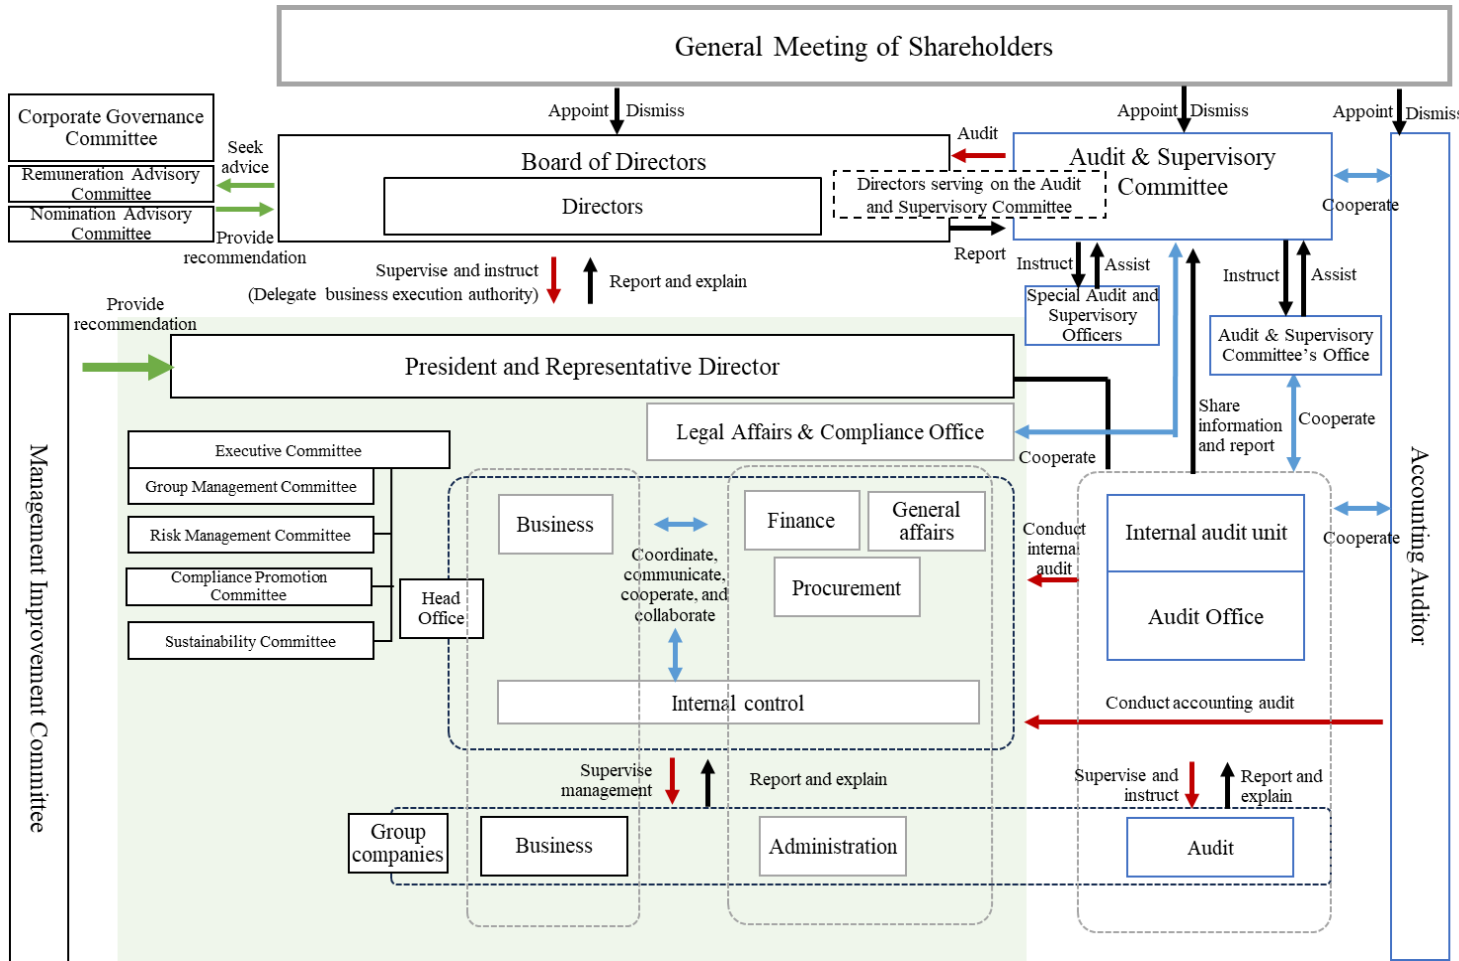 General Meeting of Shareholders
Corporate Governance
Committee
Remuneration Advisory
Committee
Nomination Advisory
Committee
Seek
advice
Provide
recommendation
Appoint
Dismiss
Board of Directors
Directors
Audit
Directors serving on the Audit
and Supervisory Committee
Report
Appoint
Dismiss
Audit & Supervisory
Committee
Appoint
Dismiss
Cooperate
Supervise and instruct
(Delegate business execution authority)
Report and explain
Instruct
Assist
Special Audit and
Supervisory
Officers
Instruct
Assist
Audit & Supervisory
Committee's Office
Provide
recommendation
Management Improvement Committee
President and Representative Director
Legal Affairs & Compliance Office
Cooperate
Share
information
and report
Cooperate
Accounting Auditor
Executive Committee
Group Management Committee
Risk Management Committee
Compliance Promotion
Committee
Sustainability Committee
Head
Office
Business
Coordinate,
communicate,
cooperate, and
collaborate
Finance
General
affairs
Procurement
Internal control
Conduct
internal
audit
Internal audit unit
Audit Office
Cooperate
Conduct accounting audit
Supervise
management
Report and explain
Supervise and
instruct
Report and
explain
Group
companies
Business
Administration
Audit